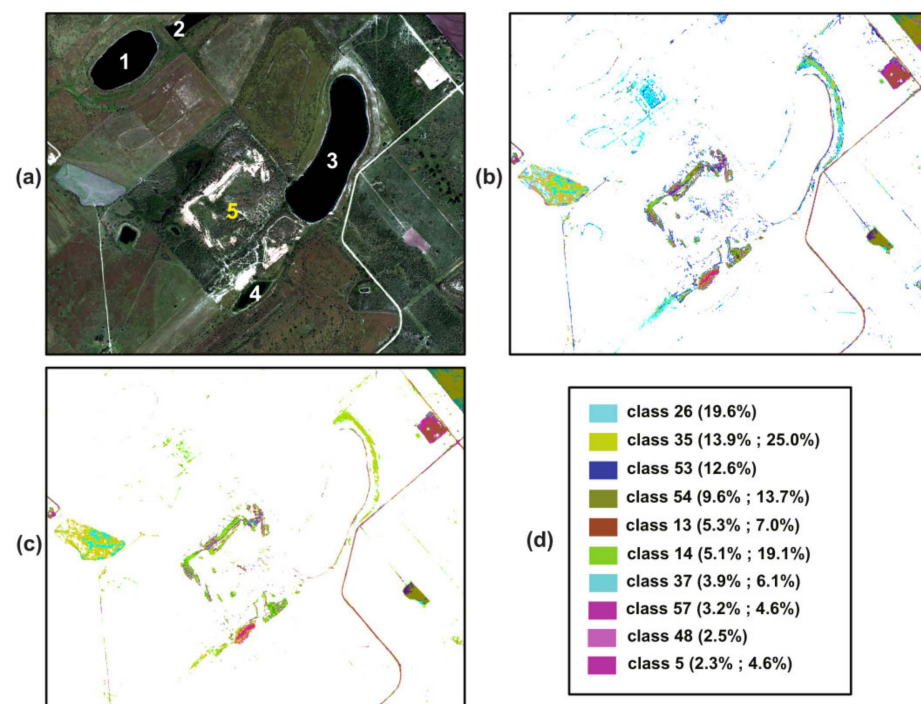 1
2
3
(a)
5
4
(b)
(c)
(d)
class 26 (19.6%)
class 35 (13.9% ; 25.0%)
class 53 (12.6%)
class 54 (9.6% ; 13.7%)
class 13 (5.3% ; 7.0%)
class 14 (5.1% ; 19.1%)
class 37 (3.9% ; 6.1%)
class 57 (3.2% ; 4.6%)
class 48 (2.5%)
class 5 (2.3% ; 4.6%)